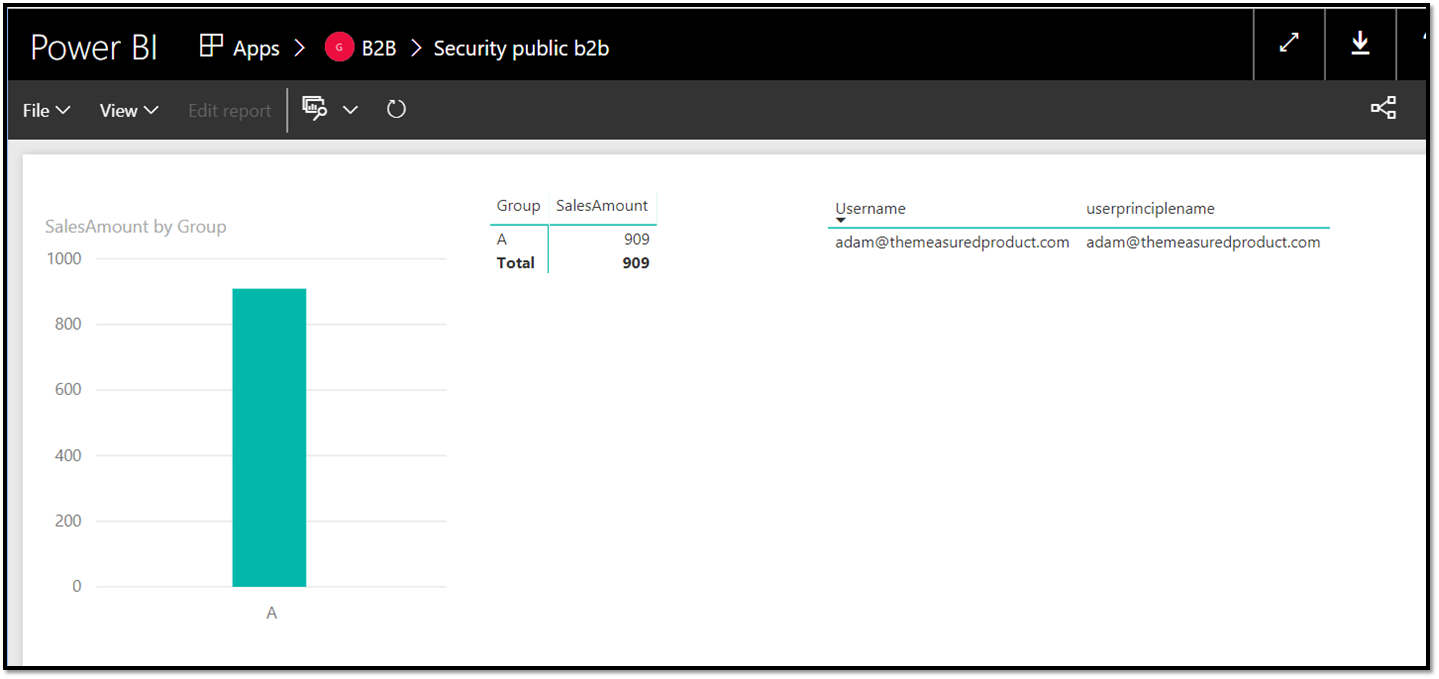 Power BI Apps > G B2B > Security public b2b
File View Edit report
SalesAmount by Group
1000
800
600
400
200
0
A
Group SalesAmount
A 909
Total 909
Username userprinciplename
adam@themeasuredproduct.com adam@themeasuredproduct.com